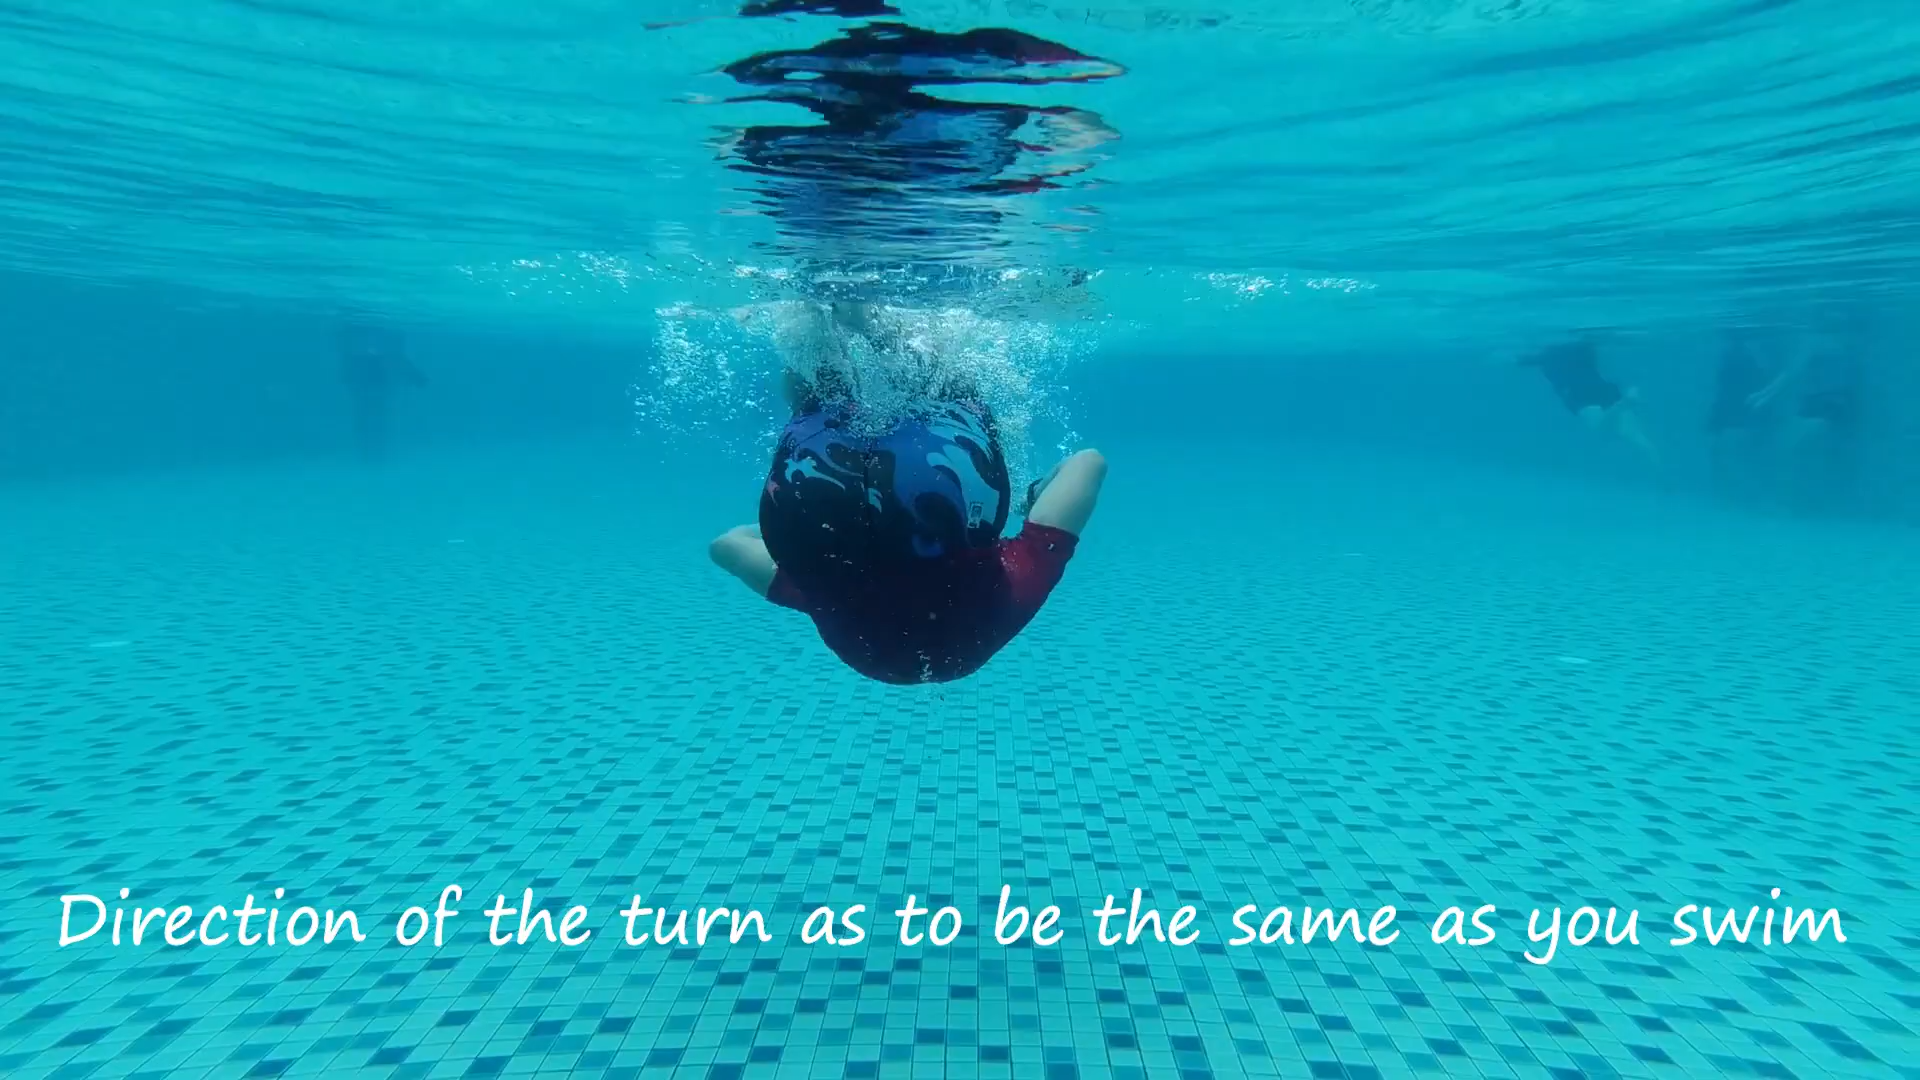 Direction of the turn as to be the same as you swim